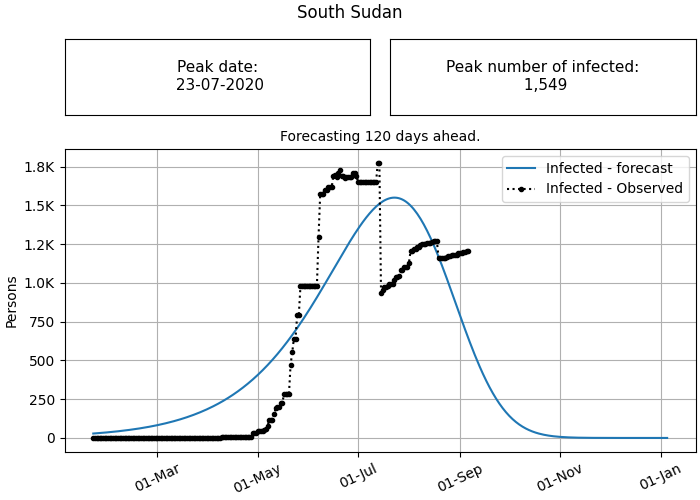 South Sudan
Peak date:
23-07-2020
Peak number of infected:
1,549
Forecasting 120 days ahead.
Infected - forecast
Infected - Observed
1.8K
1.5K
1.2K
1.0K
750
500
250
0
Persons
01-Mar
01-May
01-Jul
01-Sep
01-Nov
01-Jan